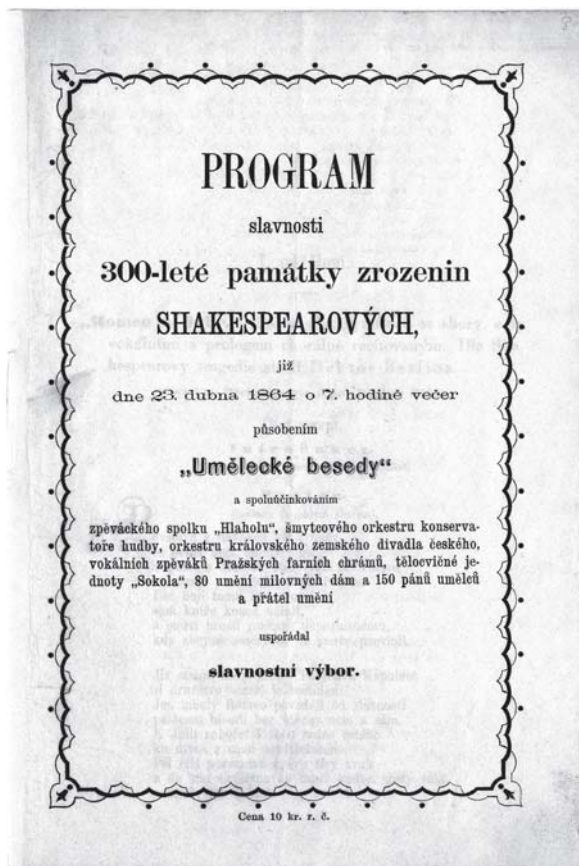 PROGRAM
slavnosti
300-leté památky zrozenin
SHAKESPEAROVÝCH,
již
dne 23. dubna 1864 o 7. hodině večer
působením
„Umělecké besedy“
a spoluúčinkováním
zpěváckého spolku „Hlaholu“, šmytcového orkestru konserva-
toře hudby, orkestru královského zemského divadla českého,
vokálních zpěváků Pražských farních chrámů, tělocvičné je-
dnoty „Sokola“, 80 umění milovných dám a 150 pánů umělců
a přátel umění
uspořádal
slavnostní výbor.
Cena 10 kr. r. č.